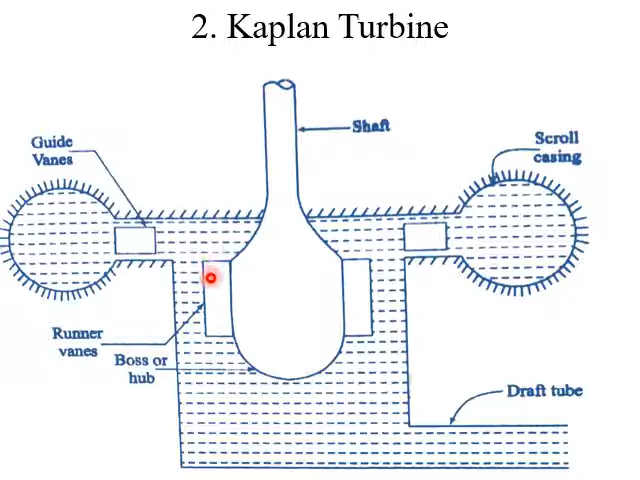 2. Kaplan Turbine
Shaft
Guide
Vanes
Scroll
casing
Runner
vanes
Boss or
hub
Draft tube